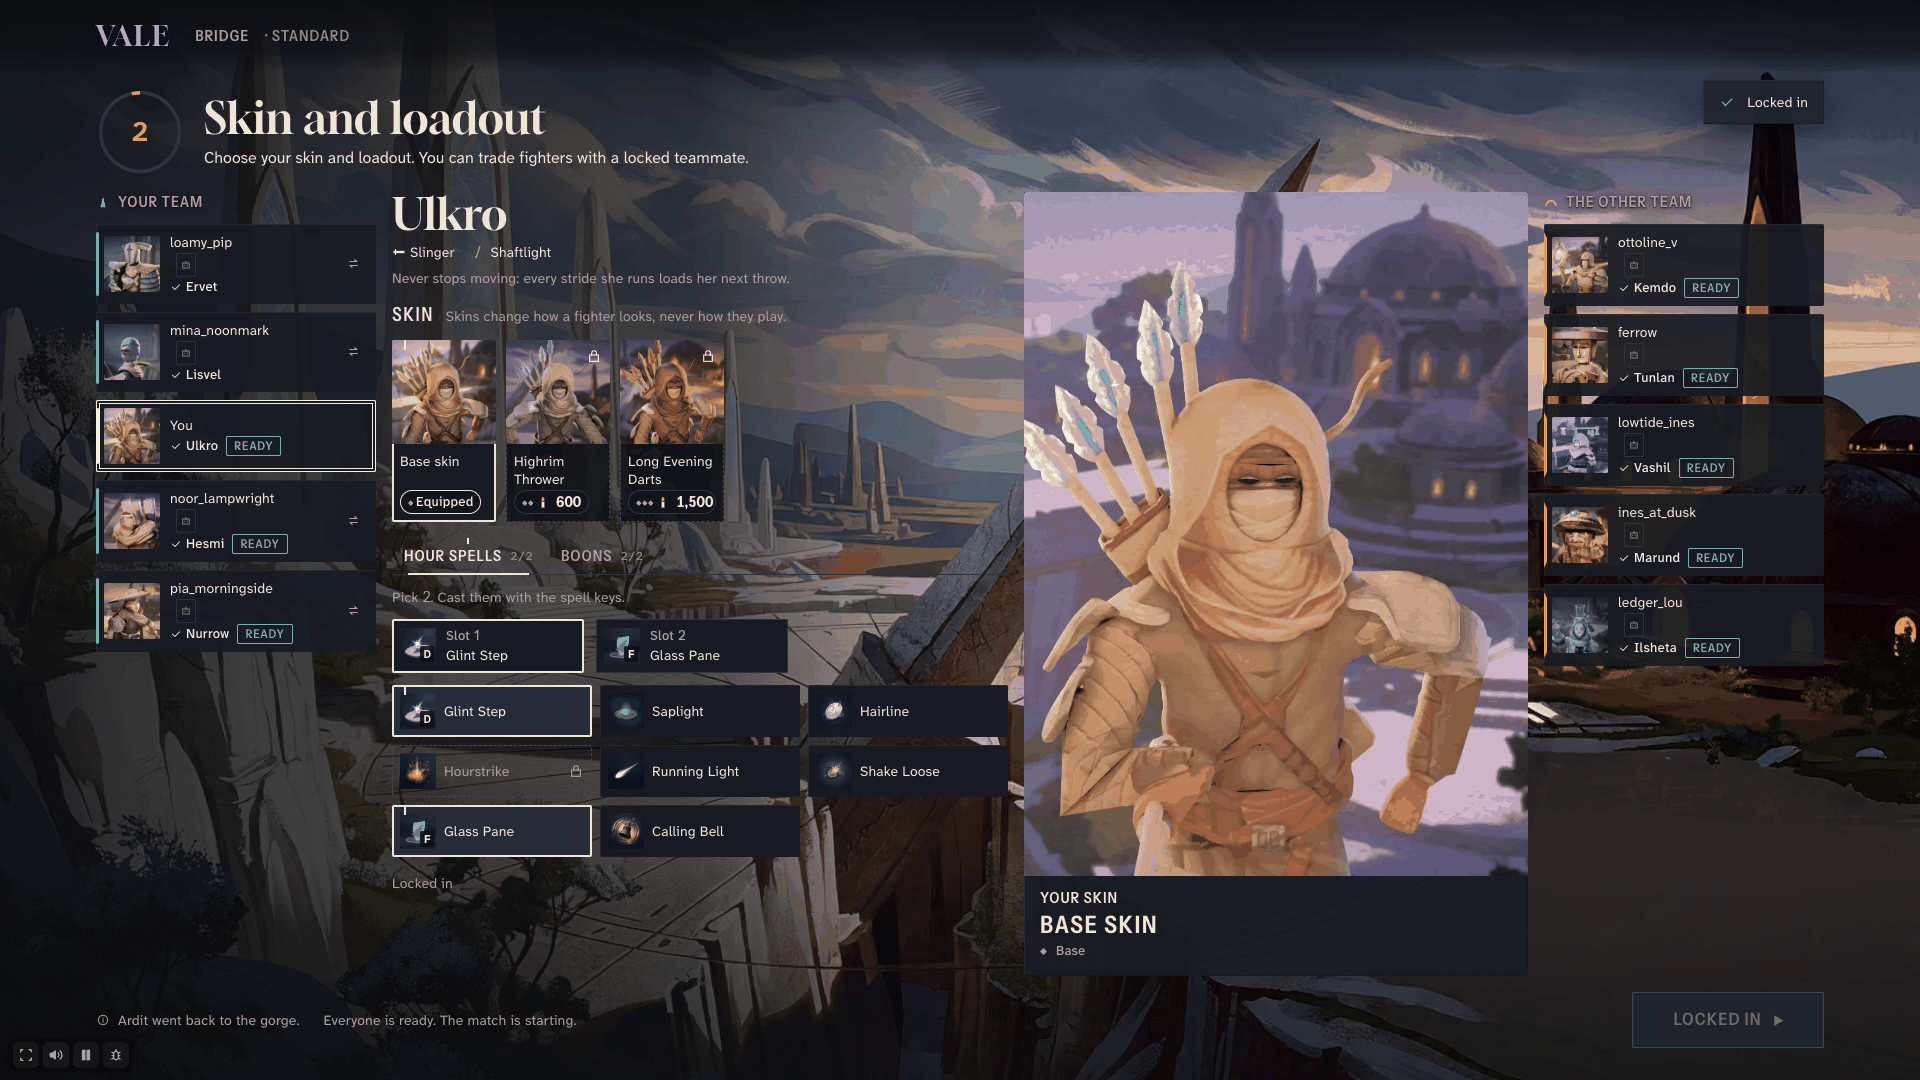 VALE BRIDGE · STANDARD
2
Skin and loadout
Choose your skin and loadout. You can trade fighters with a locked teammate.
Locked in
YOUR TEAM
loamy_pip
Ervet
mina_noonmark
Lisvel
You
Ulkro READY
noor_lampwright
Hesmi READY
pia_morningside
Nurrow READY
Ulkro
Slinger / Shaftlight
Never stops moving: every stride she runs loads her next throw.
SKIN Skins change how a fighter looks, never how they play.
Base skin
Equipped
Highrim
Thrower
600
Long Evening
Darts
1,500
HOUR SPELLS 2/2 BOONS 2/2
Pick 2. Cast them with the spell keys.
D
Slot 1
Glint Step
F
Slot 2
Glass Pane
D Glint Step
Saplight
Hairline
Hourstrike
Running Light
Shake Loose
F Glass Pane
Calling Bell
Locked in
YOUR SKIN
BASE SKIN
Base
THE OTHER TEAM
ottoline_v
Kemdo READY
ferrow
Tunlan READY
lowtide_ines
Vashil READY
ines_at_dusk
Marund READY
ledger_lou
Ilsheta READY
Ardit went back to the gorge. Everyone is ready. The match is starting.
LOCKED IN